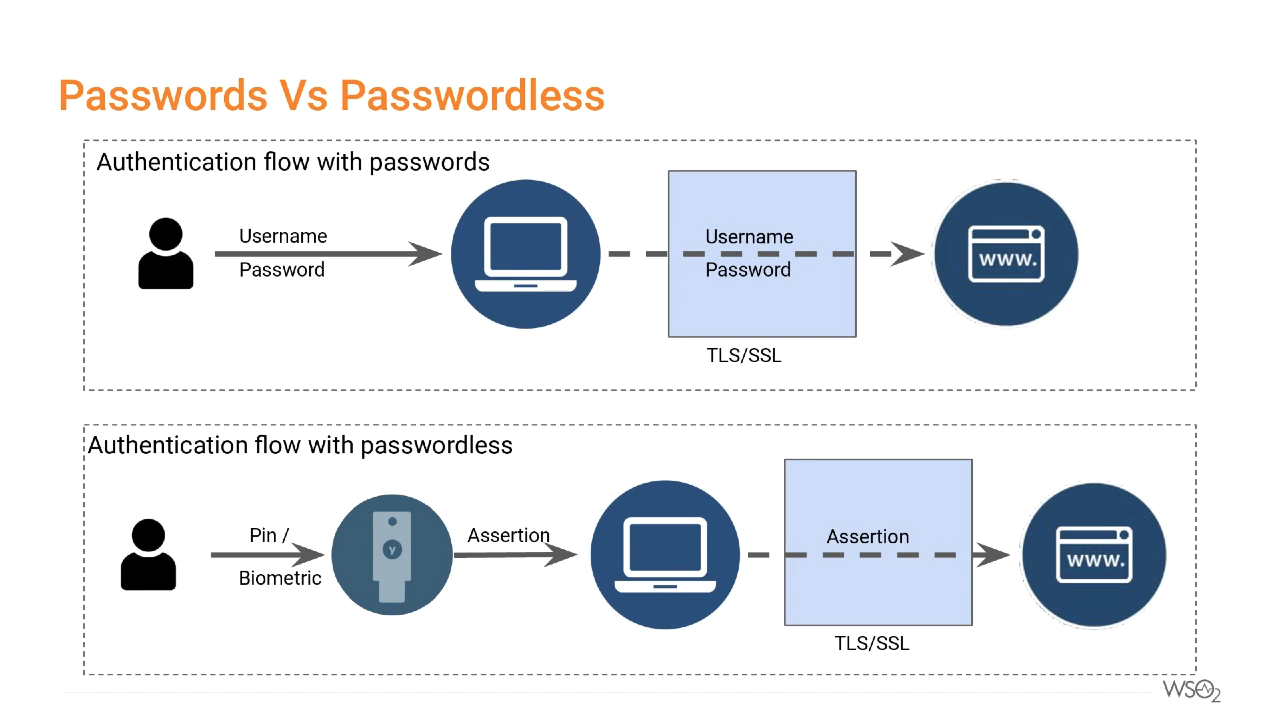 Passwords Vs Passwordless
Authentication flow with passwords
Username
Password
Username
Password
www.
TLS/SSL
Authentication flow with passwordless
Pin /
Biometric
y
Assertion
Assertion
www.
TLS/SSL
WSO2